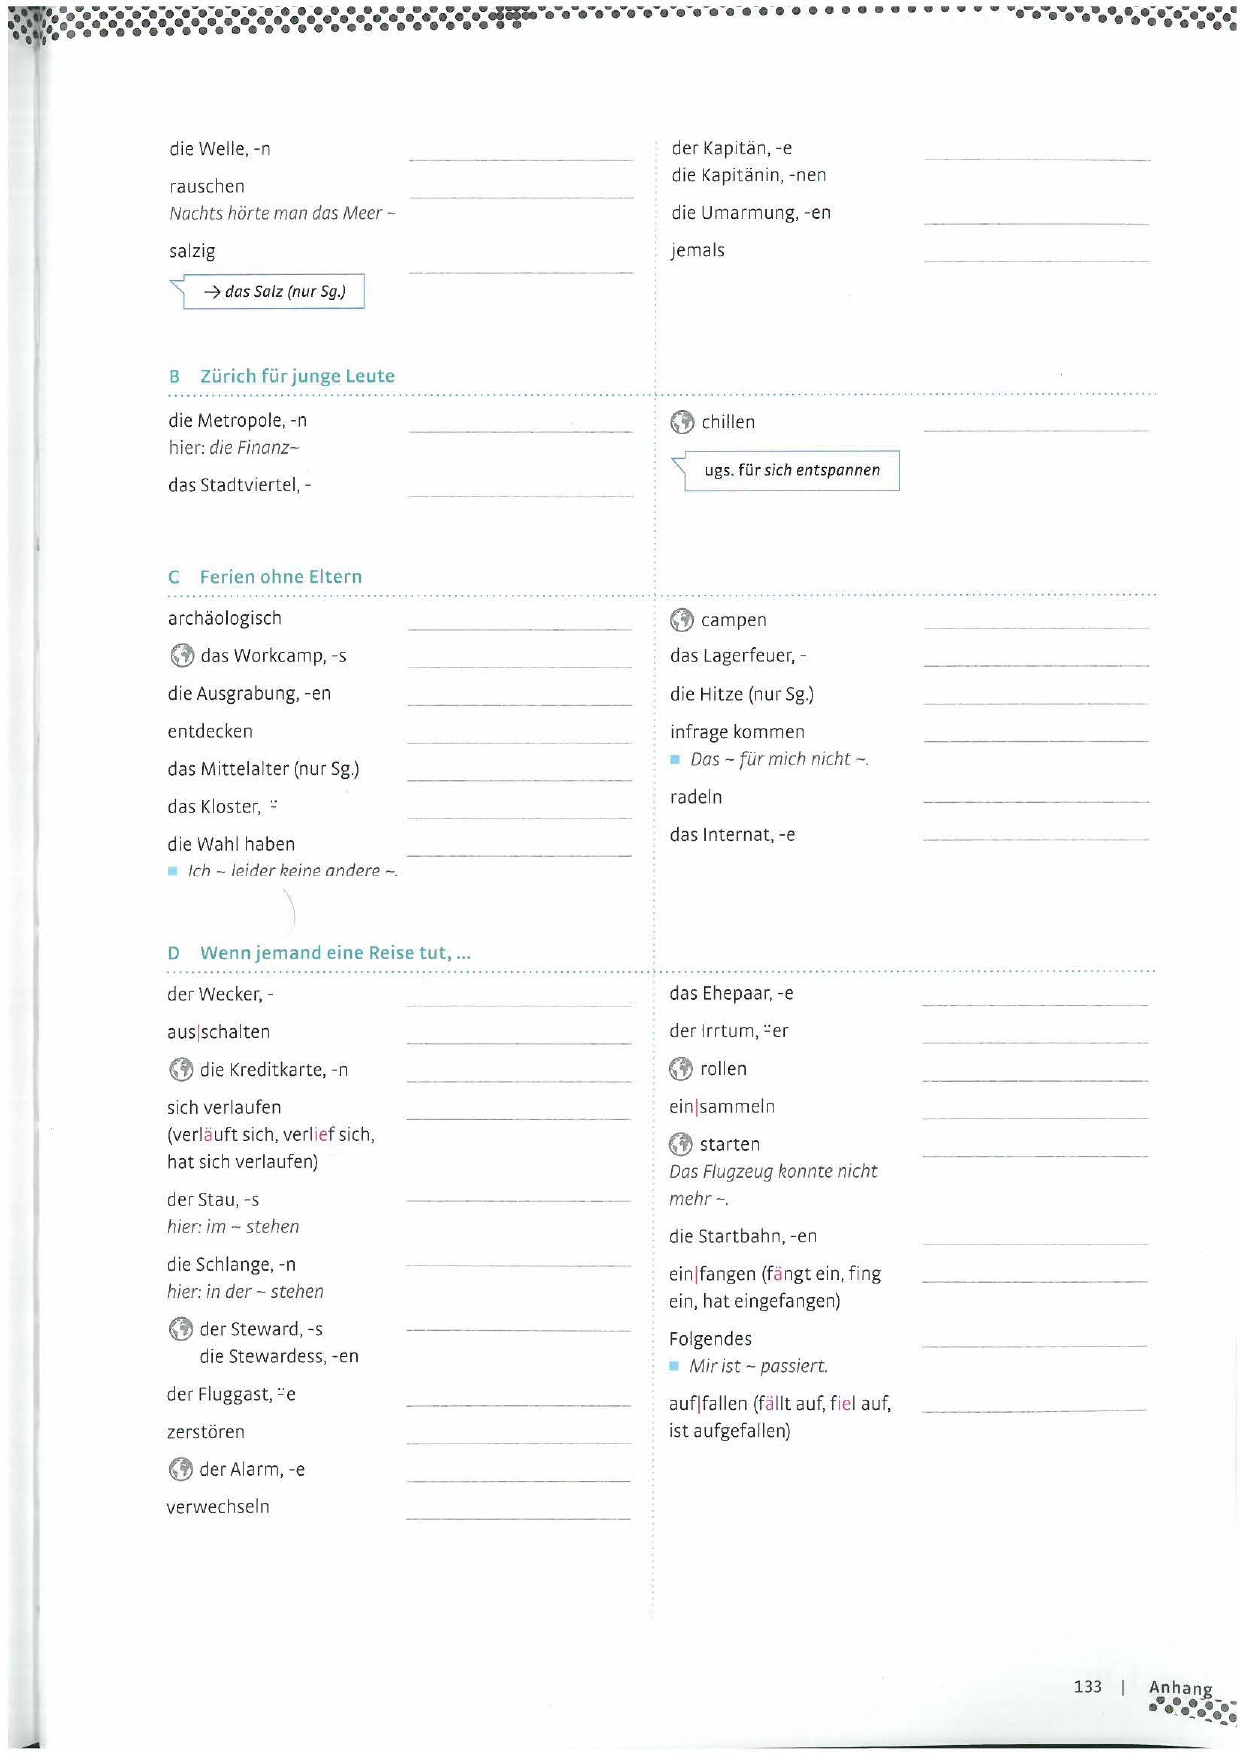 die Welle, -n
rauschen
Nachts hörte man das Meer ~
salzig
→ das Salz (nur Sg.)
der Kapitän, -e
die Kapitänin, -nen
die Umarmung, -en
jemals
B Zürich für junge Leute
die Metropole, -n
hier: die Finanz~
das Stadtviertel, -
chillen
ugs. für sich entspannen
C Ferien ohne Eltern
archäologisch
das Workcamp, -s
die Ausgrabung, -en
entdecken
das Mittelalter (nur Sg.)
das Kloster, ¨-
die Wahl haben
Ich ~ leider keine andere ~.
campen
das Lagerfeuer, -
die Hitze (nur Sg.)
infrage kommen
Das ~ für mich nicht ~.
radeln
das Internat, -e
D Wenn jemand eine Reise tut, ...
der Wecker, -
aus|schalten
die Kreditkarte, -n
sich verlaufen
(verläuft sich, verlief sich,
hat sich verlaufen)
der Stau, -s
hier: im ~ stehen
die Schlange, -n
hier: in der ~ stehen
der Steward, -s
die Stewardess, -en
der Fluggast, ¨-e
zerstören
der Alarm, -e
verwechseln
das Ehepaar, -e
der Irrtum, ¨-er
rollen
ein|sammeln
starten
Das Flugzeug konnte nicht
mehr ~.
die Startbahn, -en
ein|fangen (fängt ein, fing
ein, hat eingefangen)
Folgendes
Mir ist ~ passiert.
auf|fallen (fällt auf, fiel auf,
ist aufgefallen)
133 | Anhang